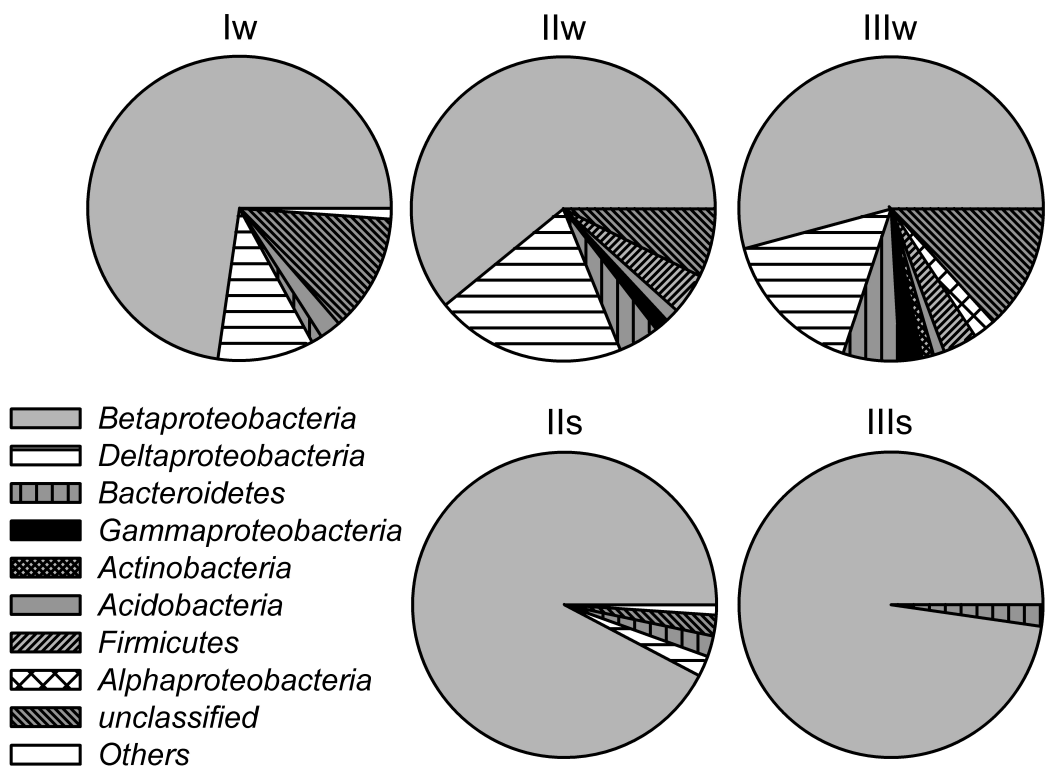 Iw
IIw
IIIw
IIs
IIIs
Betaproteobacteria
Deltaproteobacteria
Bacteroidetes
Gammaproteobacteria
Actinobacteria
Acidobacteria
Firmicutes
Alphaproteobacteria
unclassified
Others